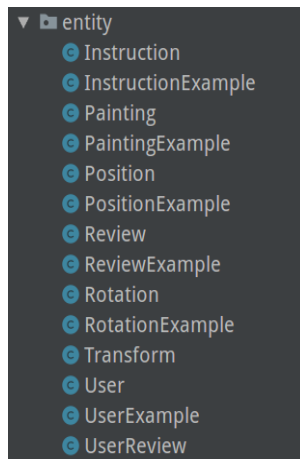 entity
Instruction
InstructionExample
Painting
PaintingExample
Position
PositionExample
Review
ReviewExample
Rotation
RotationExample
Transform
User
UserExample
UserReview